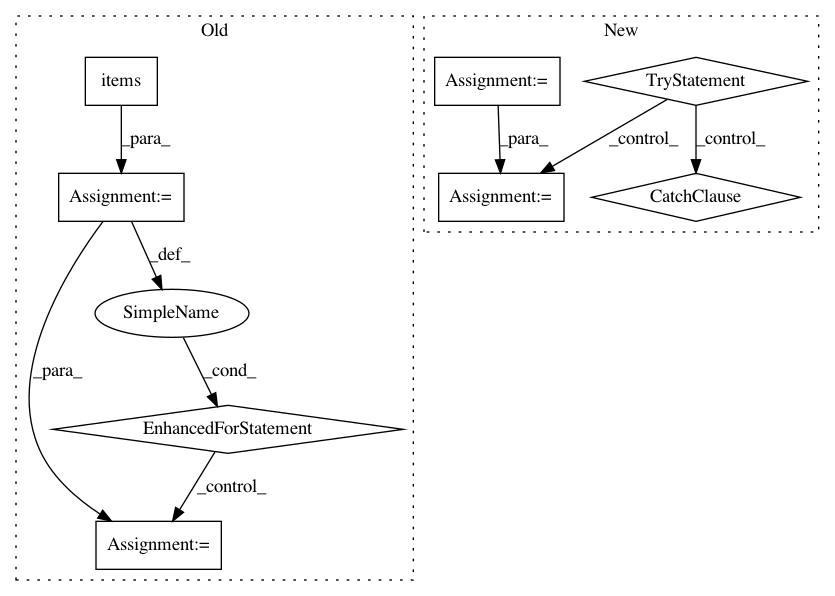 Old
New
items
Assignment:=
TryStatement
_para_
_para_
_control_
_control_
Assignment:=
Assignment:=
CatchClause
_def_
SimpleName
_para_
_cond_
EnhancedForStatement
_control_
Assignment:=